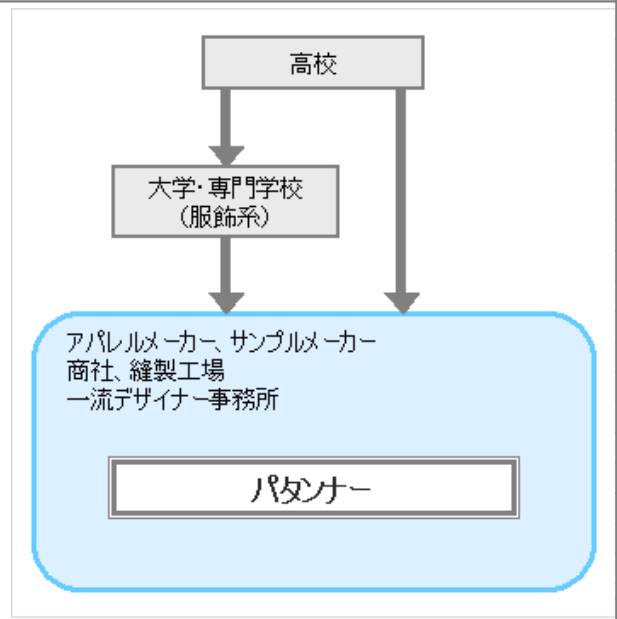 高校
大学・専門学校
(服飾系)
アパレルメーカー、サンプルメーカー
商社、縫製工場
一流デザイナー事務所
パタンナー